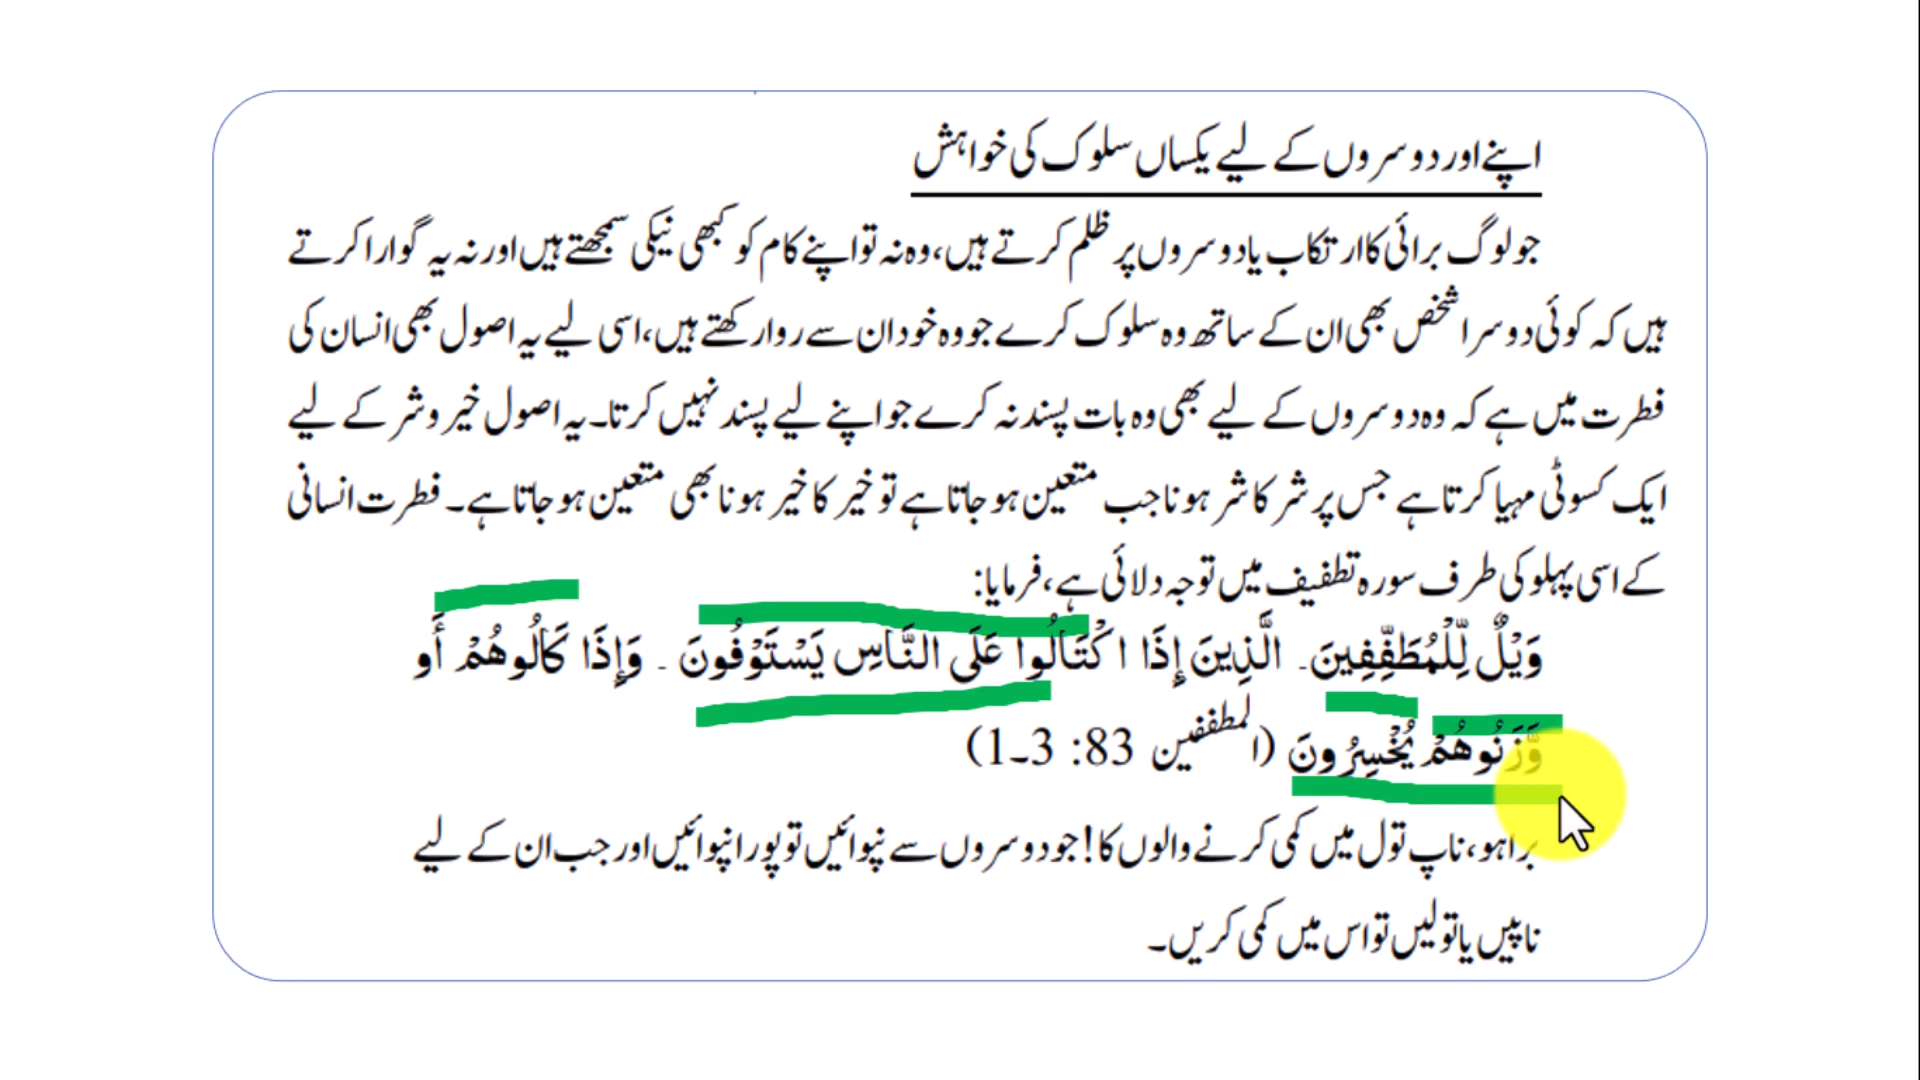 اپنے اور دوسروں کے لیے یکساں سلوک کی خواہش
جو لوگ برائی کا ارتکاب یا دوسروں پر ظلم کرتے ہیں، وہ نہ تو اپنے کام کو کبھی نیکی سمجھتے ہیں اور نہ یہ گوارا کرتے
ہیں کہ کوئی دوسرا شخص بھی ان کے ساتھ وہ سلوک کرے جو وہ خود ان سے روا رکھتے ہیں، اسی لیے یہ اصول بھی انسان کی
فطرت میں ہے کہ وہ دوسروں کے لیے بھی وہ بات پسند نہ کرے جو اپنے لیے پسند نہیں کرتا۔ یہ اصول خیر و شر کے لیے
ایک کسوٹی مہیا کرتا ہے جس پر شر کا شر ہونا جب متعین ہو جاتا ہے تو خیر کا خیر ہونا بھی متعین ہو جاتا ہے۔ فطرت انسانی
کے اسی پہلو کی طرف سورہ تطفیف میں توجہ دلائی ہے، فرمایا:
وَيْلٌ لِّلْمُطَفِّفِينَ۔ الَّذِينَ إِذَا اكْتَالُوا عَلَى النَّاسِ يَسْتَوْفُونَ۔ وَإِذَا كَالُوهُمْ أَو
وَّزَنُوهُمْ يُخْسِرُونَ (المطففین 83: 3۔1)
برا ہو، ناپ تول میں کمی کرنے والوں کا! جو دوسروں سے نپوائیں تو پورا نپوائیں اور جب ان کے لیے
ناپیں یا تولیں تو اس میں کمی کریں۔